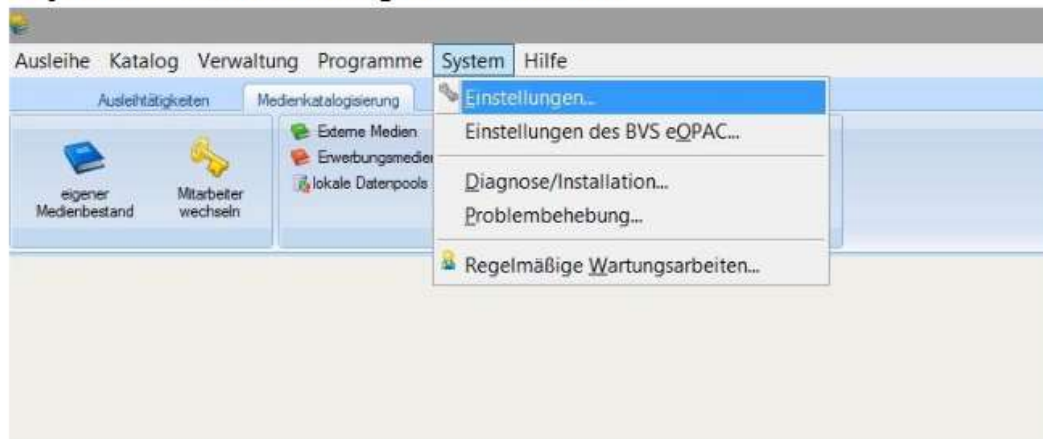 Ausleihe Katalog Verwaltung Programme System Hilfe
Ausleihtätigkeiten Medienkatalogisierung
Einstellungen...
Einstellungen des BVS eOPAC...
Diagnose/Installation...
Problembehebung...
Regelmäßige Wartungsarbeiten...
eigener Medienbestand
Mitarbeiter wechseln
Externe Medien
Erwerbungsmedien
lokale Datenpools